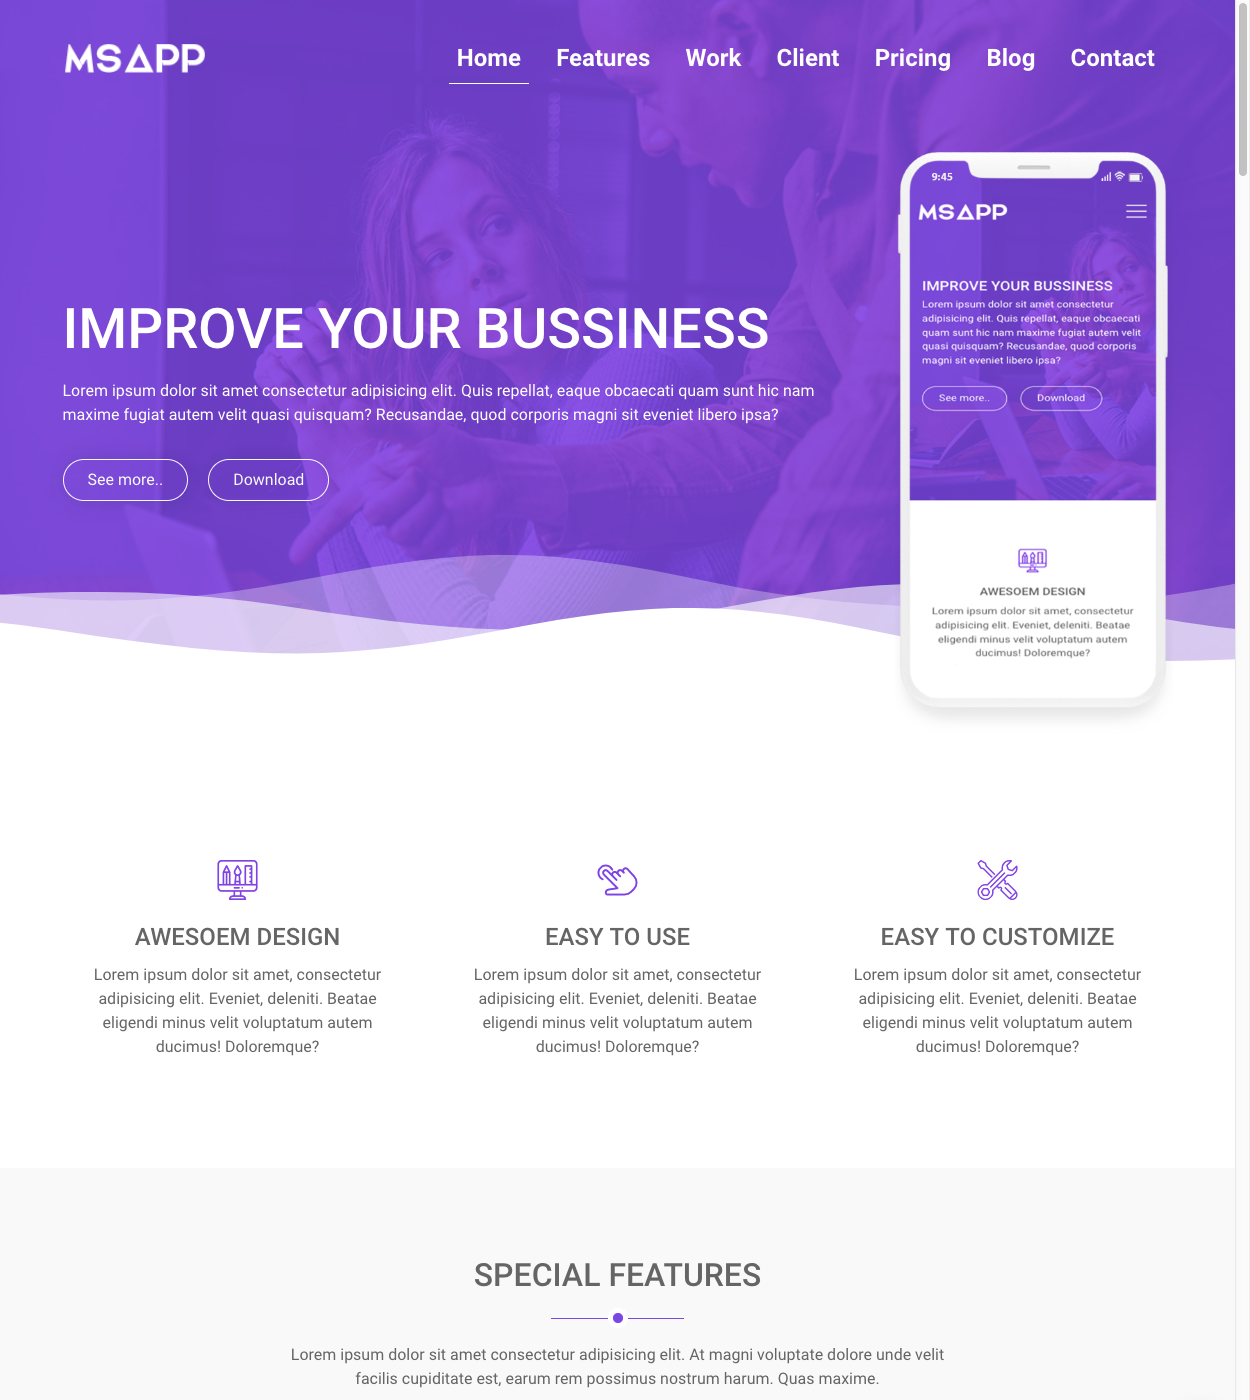 MSAPP
Home Features Work Client Pricing Blog Contact
9:45
MSAPP
IMPROVE YOUR BUSSINESS
Lorem ipsum dolor sit amet consectetur
adipisicing elit. Quis repellat, eaque obcaecati
quam sunt hic nam maxime fugiat autem velit
quasi quisquam? Recusandae, quod corporis
magni sit eveniet libero ipsa?
See more.. Download
AWESOEM DESIGN
Lorem ipsum dolor sit amet, consectetur
adipisicing elit. Eveniet, deleniti. Beatae
eligendi minus velit voluptatum autem
ducimus! Doloremque?
IMPROVE YOUR BUSSINESS
Lorem ipsum dolor sit amet consectetur adipisicing elit. Quis repellat, eaque obcaecati quam sunt hic nam
maxime fugiat autem velit quasi quisquam? Recusandae, quod corporis magni sit eveniet libero ipsa?
See more.. Download
AWESOEM DESIGN
Lorem ipsum dolor sit amet, consectetur
adipisicing elit. Eveniet, deleniti. Beatae
eligendi minus velit voluptatum autem
ducimus! Doloremque?
EASY TO USE
Lorem ipsum dolor sit amet, consectetur
adipisicing elit. Eveniet, deleniti. Beatae
eligendi minus velit voluptatum autem
ducimus! Doloremque?
EASY TO CUSTOMIZE
Lorem ipsum dolor sit amet, consectetur
adipisicing elit. Eveniet, deleniti. Beatae
eligendi minus velit voluptatum autem
ducimus! Doloremque?
SPECIAL FEATURES
Lorem ipsum dolor sit amet consectetur adipisicing elit. At magni voluptate dolore unde velit
facilis cupiditate est, earum rem possimus nostrum harum. Quas maxime.